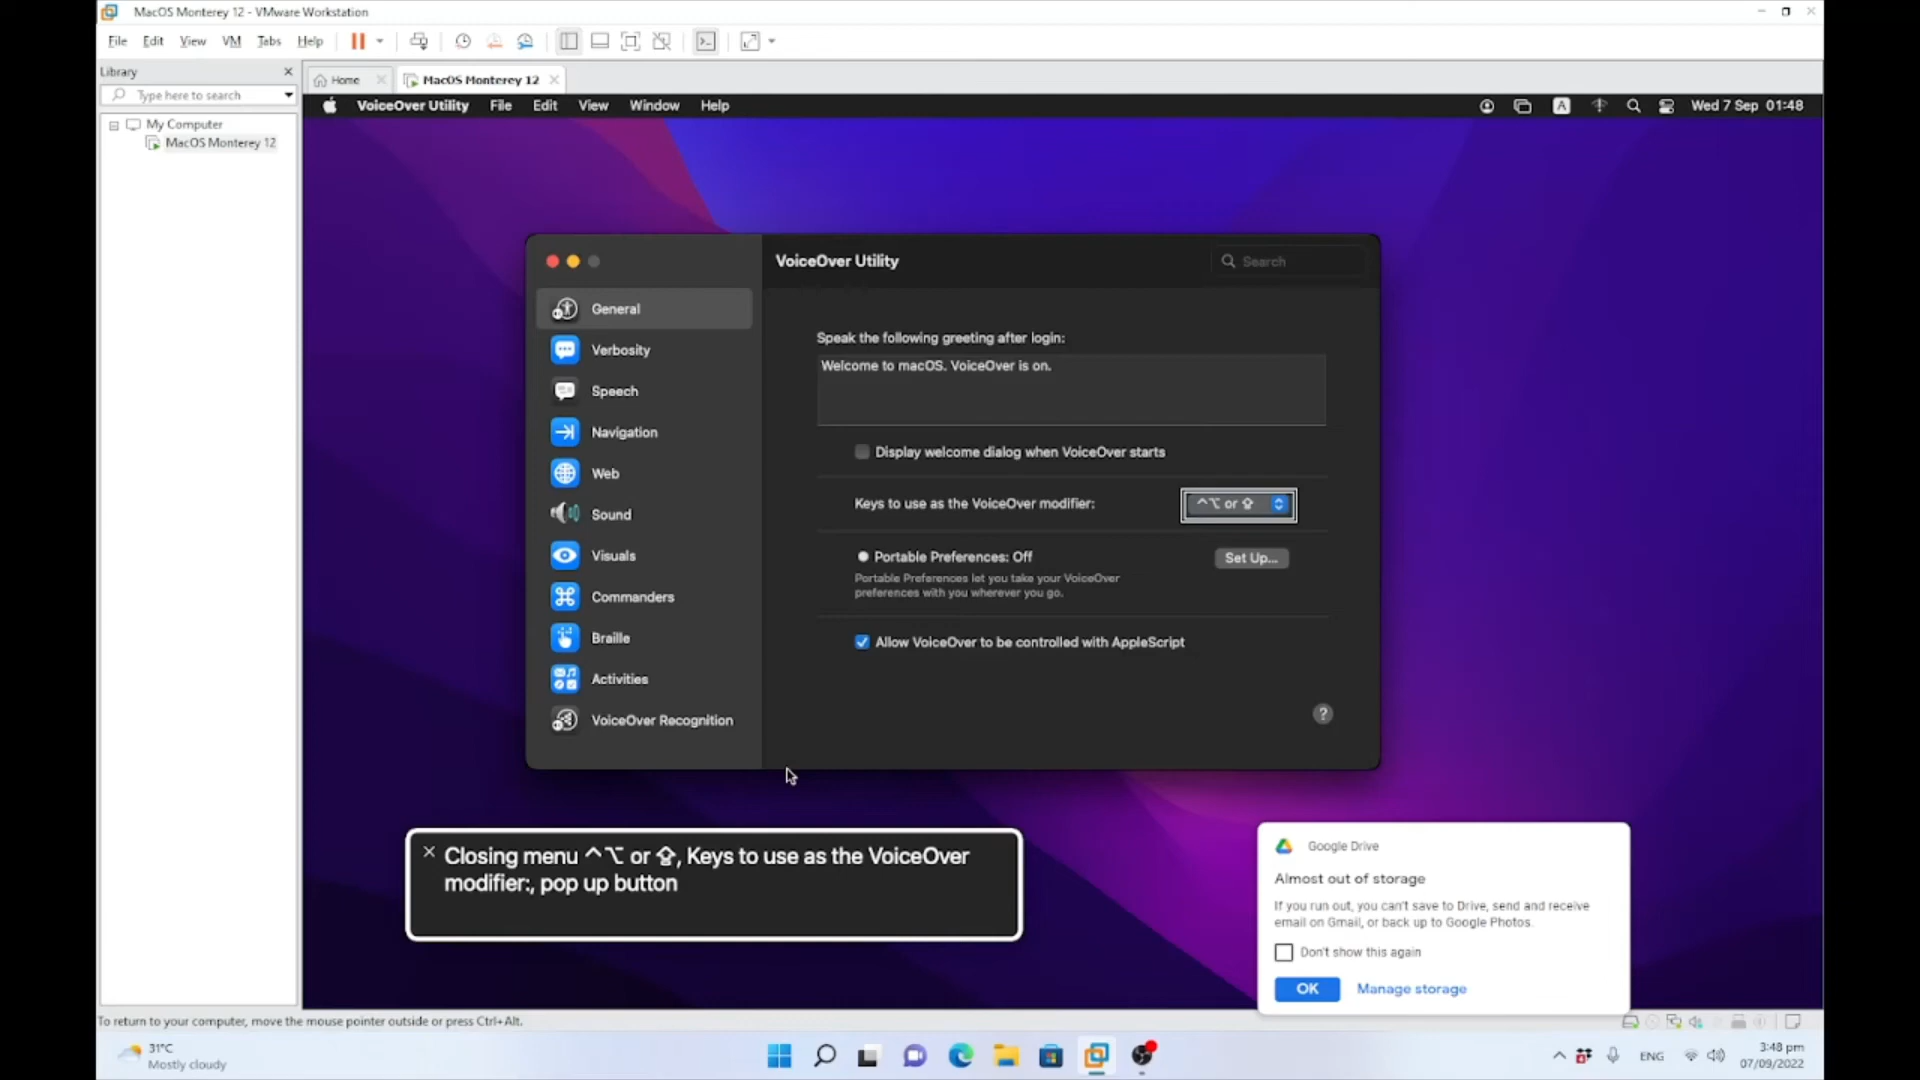 MacOS Monterey 12 - VMware Workstation
File Edit View VM Tabs Help
Library
Type here to search
My Computer
MacOS Monterey 12
Home
MacOS Monterey 12
VoiceOver Utility File Edit View Window Help
A
Wed 7 Sep 01:48
VoiceOver Utility
Search
General
Verbosity
Speech
Navigation
Web
Sound
Visuals
Commanders
Braille
Activities
VoiceOver Recognition
Speak the following greeting after login:
Welcome to macOS. VoiceOver is on.
Display welcome dialog when VoiceOver starts
Keys to use as the VoiceOver modifier:
^⌥ or ⇪
Portable Preferences: Off
Set Up...
Portable Preferences let you take your VoiceOver
preferences with you wherever you go.
Allow VoiceOver to be controlled with AppleScript
?
Closing menu ^⌥ or ⇪, Keys to use as the VoiceOver
modifier:, pop up button
Google Drive
Almost out of storage
If you run out, you can't save to Drive, send and receive
email on Gmail, or back up to Google Photos.
Don't show this again
OK
Manage storage
To return to your computer, move the mouse pointer outside or press Ctrl+Alt.
31°C
Mostly cloudy
ENG
3:48 pm
07/09/2022